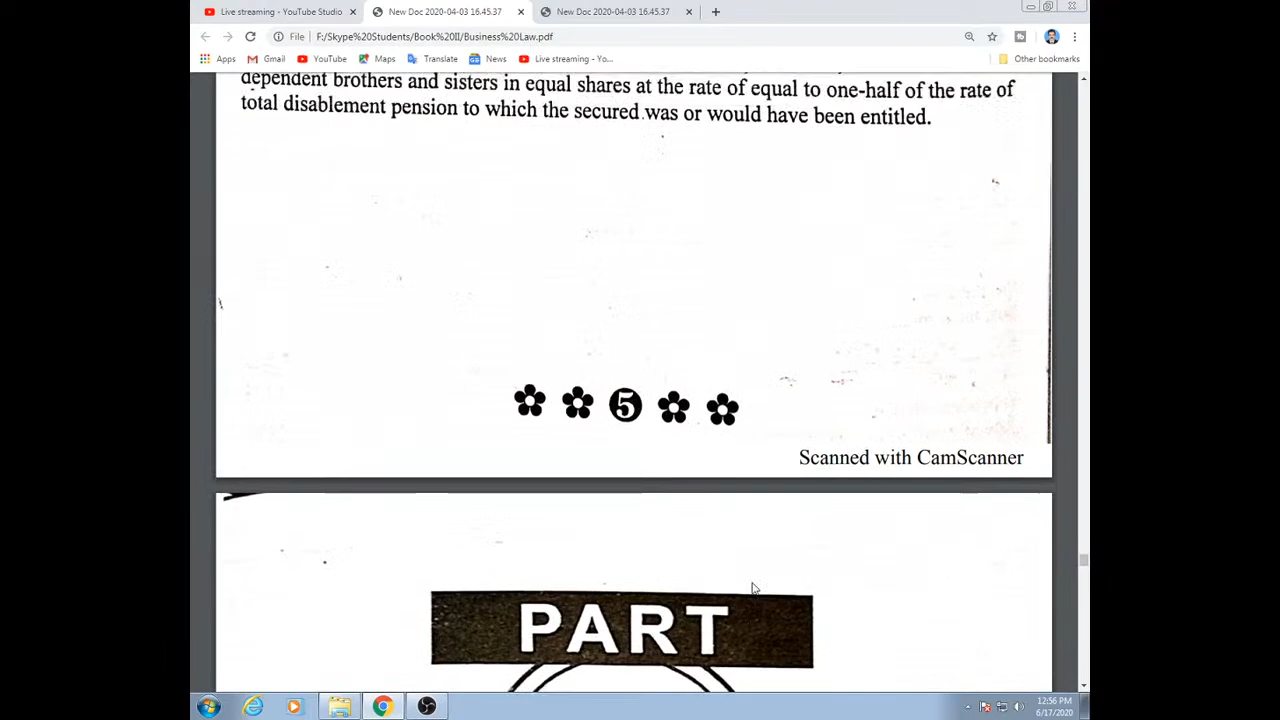 Live streaming - YouTube Studio
New Doc 2020-04-03 16.45.37
New Doc 2020-04-03 16.45.37
File
F:/Skype%20Students/Book%20II/Business%20Law.pdf
Apps
Gmail
YouTube
Maps
Translate
News
Live streaming - Yo...
Other bookmarks
dependent brothers and sisters in equal shares at the rate of equal to one-half of the rate of
total disablement pension to which the secured was or would have been entitled.
5
Scanned with CamScanner
PART
12:56 PM
6/17/2020